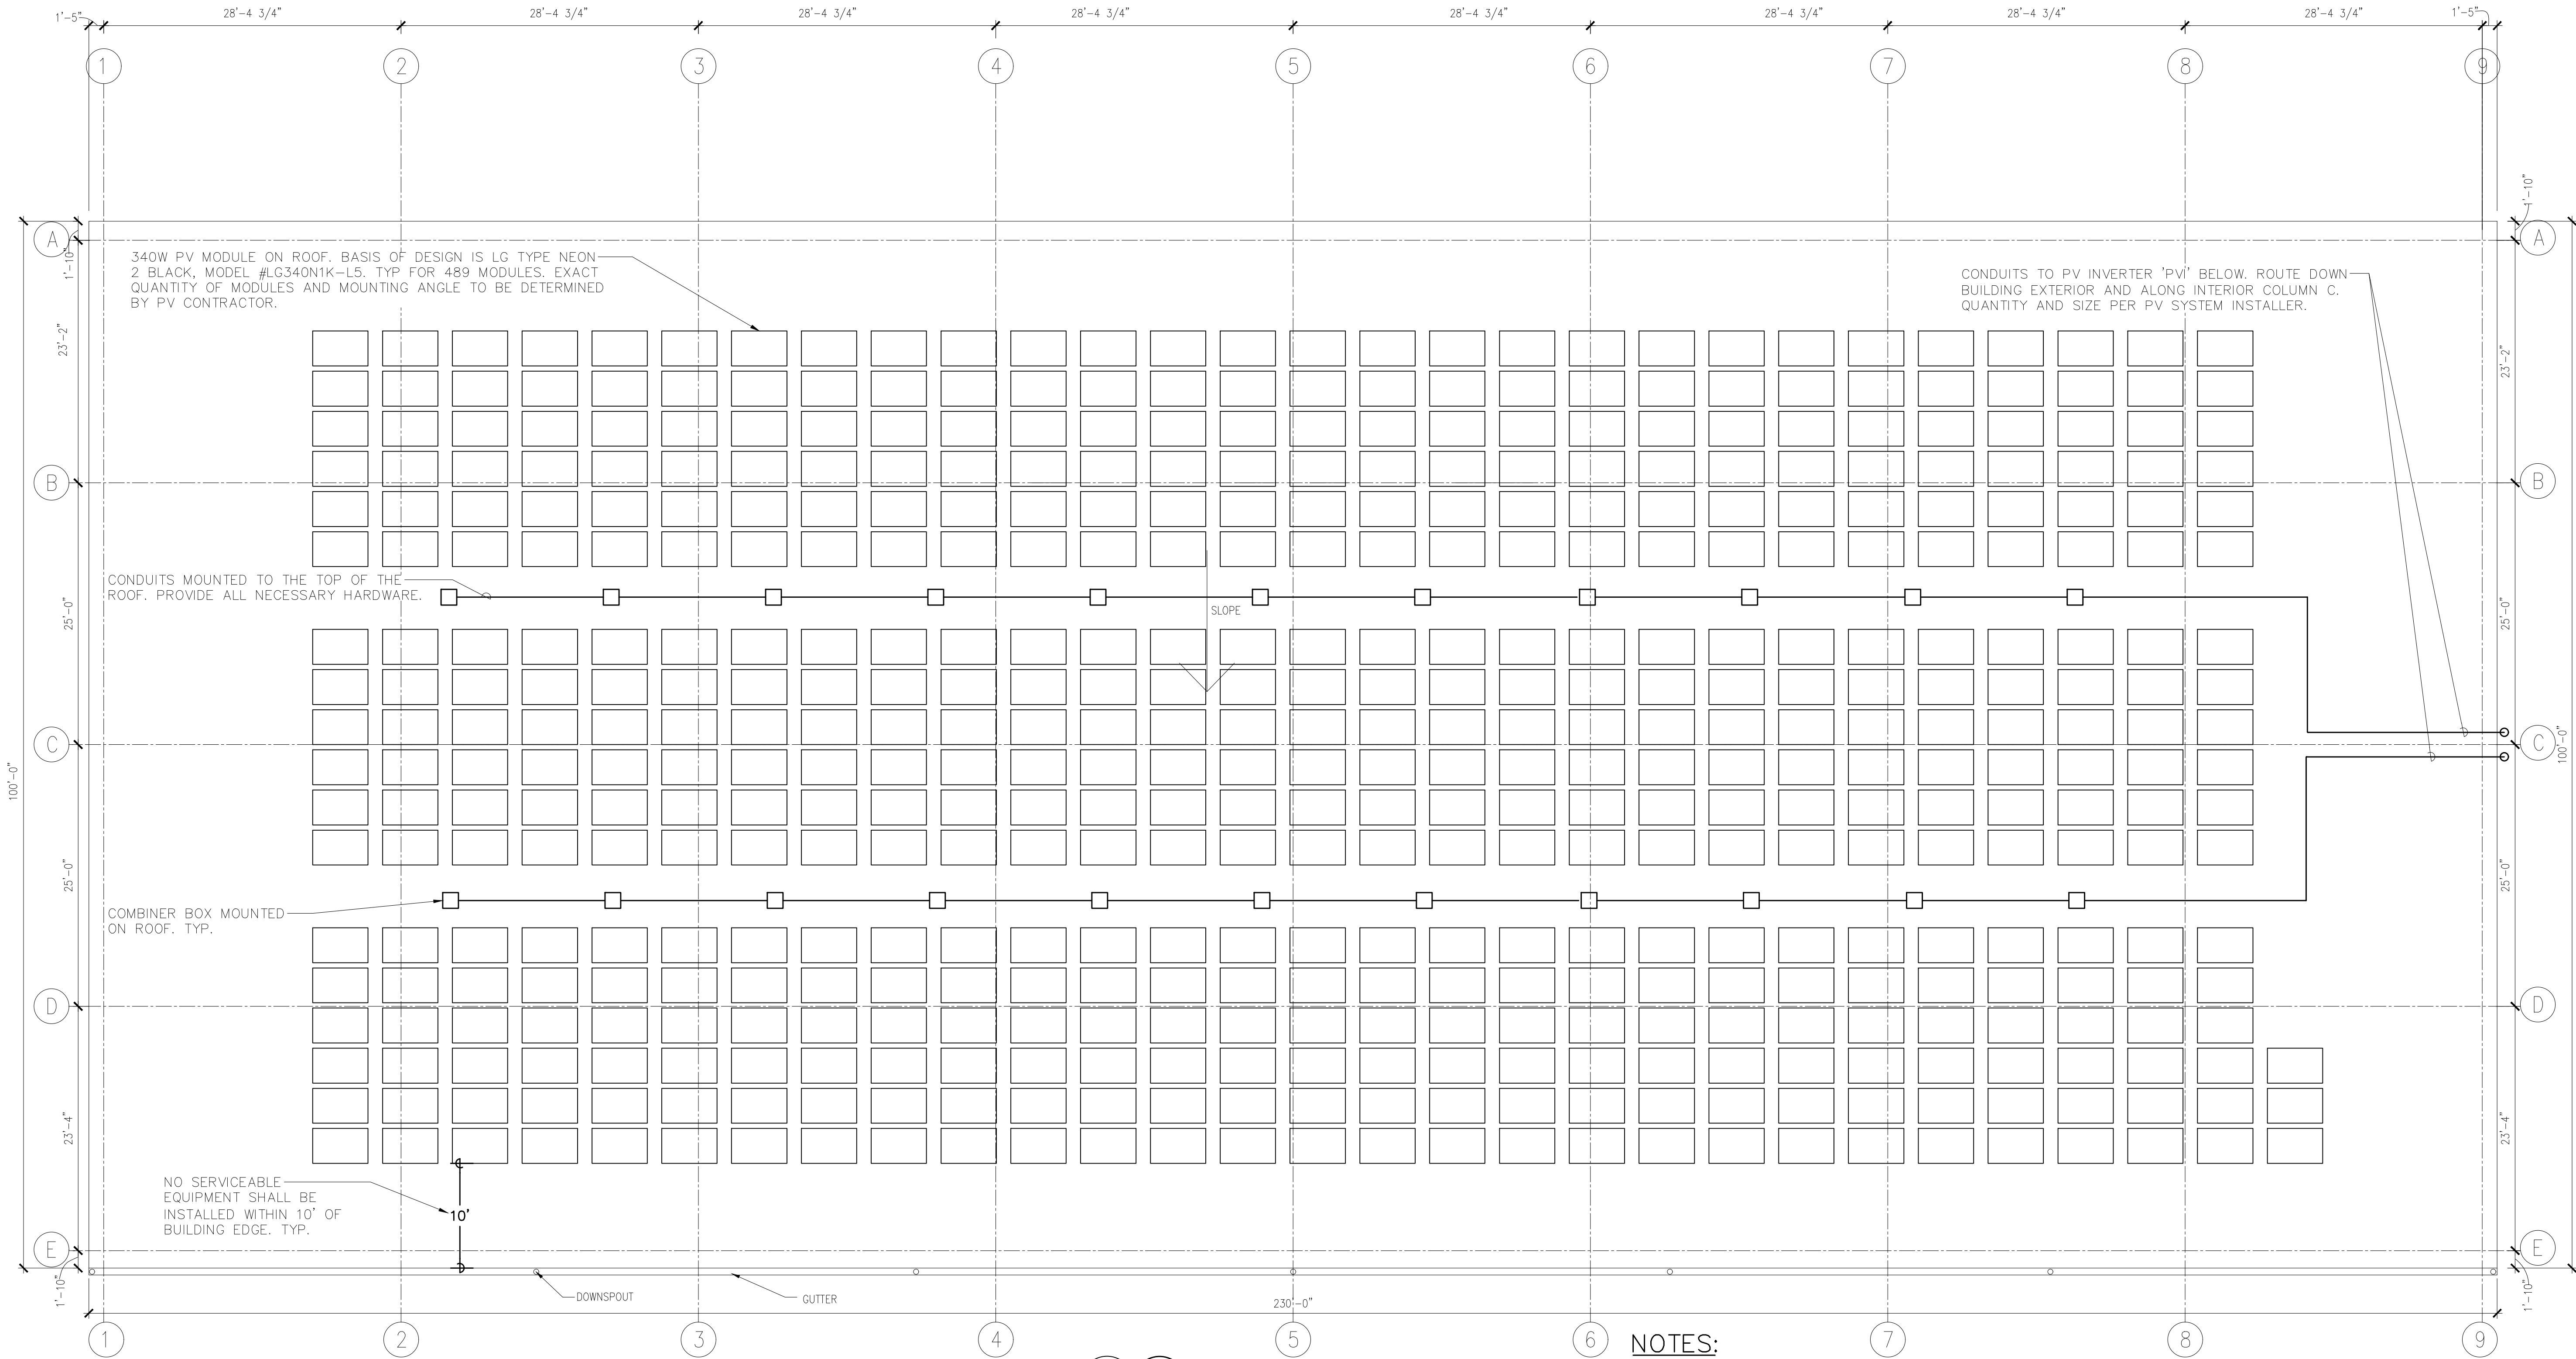 1'-5" 28'-4 3/4" 28'-4 3/4" 28'-4 3/4" 28'-4 3/4" 28'-4 3/4" 28'-4 3/4" 28'-4 3/4" 28'-4 3/4" 1'-5"
1 2 3 4 5 6 7 8 9
1'-10"
A A
1'-10"
340W PV MODULE ON ROOF. BASIS OF DESIGN IS LG TYPE NEON
2 BLACK, MODEL #LG340N1K-L5. TYP FOR 489 MODULES. EXACT
QUANTITY OF MODULES AND MOUNTING ANGLE TO BE DETERMINED
BY PV CONTRACTOR.
CONDUITS TO PV INVERTER 'PVI' BELOW. ROUTE DOWN
BUILDING EXTERIOR AND ALONG INTERIOR COLUMN C.
QUANTITY AND SIZE PER PV SYSTEM INSTALLER.
23'-2" 23'-2"
B B
CONDUITS MOUNTED TO THE TOP OF THE
ROOF. PROVIDE ALL NECESSARY HARDWARE.
SLOPE
25'-0" 25'-0"
C C
100'-0" 100'-0"
25'-0" 25'-0"
COMBINER BOX MOUNTED
ON ROOF. TYP.
D D
23'-4" 23'-4"
NO SERVICEABLE
EQUIPMENT SHALL BE
INSTALLED WITHIN 10' OF
BUILDING EDGE. TYP.
10'
E E
1'-10" 1'-10"
DOWNSPOUT
GUTTER
230'-0"
1 2 3 4 5 6 7 8 9
NOTES: